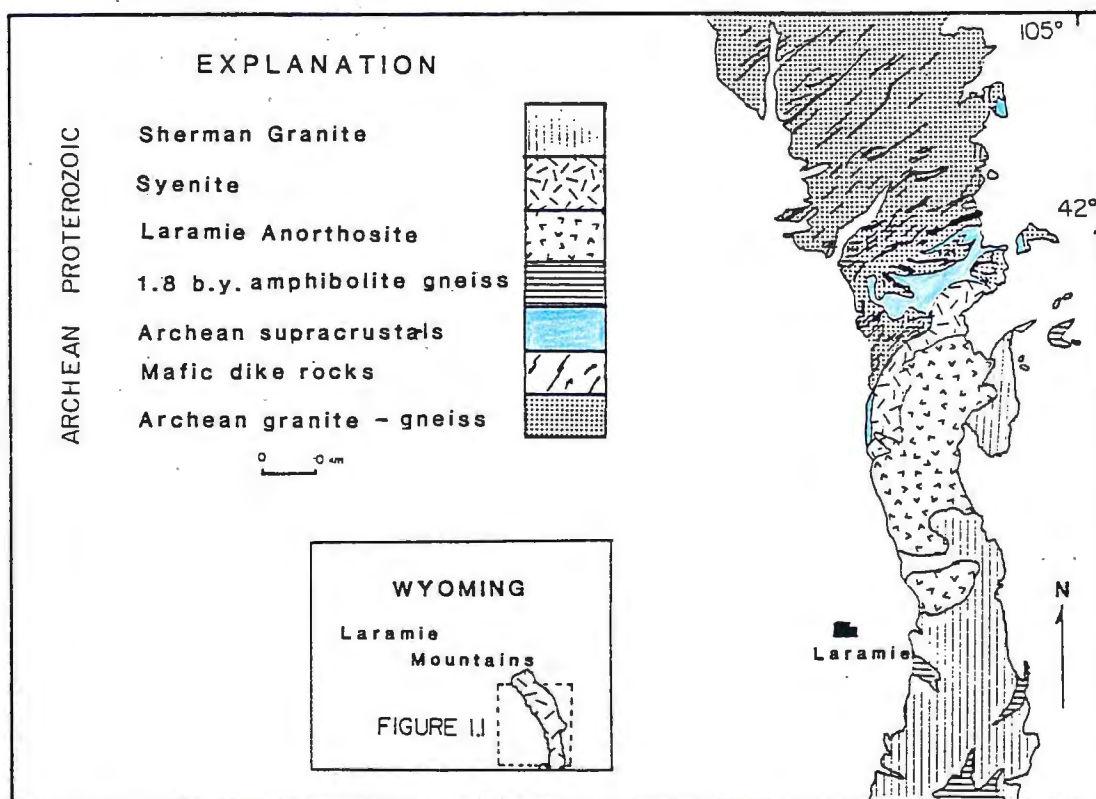 EXPLANATION
ARCHEAN PROTEROZOIC
Sherman Granite
Syenite
Laramie Anorthosite
1.8 b.y. amphibolite gneiss
Archean supracrustals
Mafic dike rocks
Archean granite - gneiss
0
WYOMING
Laramie
Mountains
FIGURE 1.1
105°
42°
N
Laramie